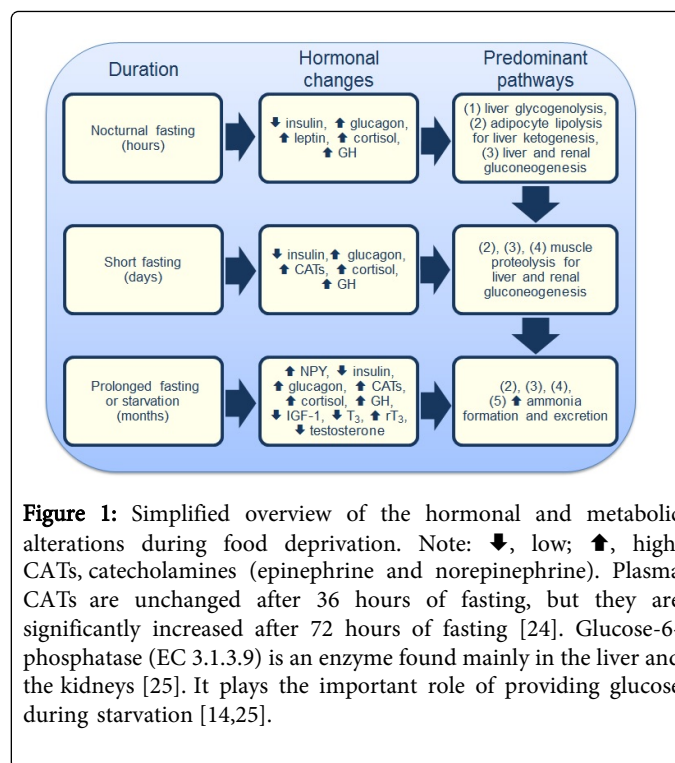 Duration
Hormonal
changes
Predominant
pathways
Nocturnal fasting
(hours)
⬇ insulin, ⬆ glucagon,
⬆ leptin, ⬆ cortisol,
⬆ GH
(1) liver glycogenolysis,
(2) adipocyte lipolysis
for liver ketogenesis,
(3) liver and renal
gluconeogenesis
Short fasting
(days)
⬇ insulin, ⬆ glucagon,
⬆ CATs, ⬆ cortisol,
⬆ GH
(2), (3), (4) muscle
proteolysis for
liver and renal
gluconeogenesis
Prolonged fasting
or starvation
(months)
⬆ NPY, ⬇ insulin,
⬆ glucagon, ⬆ CATs,
⬆ cortisol, ⬆ GH,
⬇ IGF-1, ⬇ T₃, ⬆ rT₃,
⬇ testosterone
(2), (3), (4),
(5) ⬆ ammonia
formation and excretion
Figure 1: Simplified overview of the hormonal and metabolic
alterations during food deprivation. Note: ⬇, low; ⬆, high
CATs, catecholamines (epinephrine and norepinephrine). Plasma
CATs are unchanged after 36 hours of fasting, but they are
significantly increased after 72 hours of fasting [24]. Glucose-6-
phosphatase (EC 3.1.3.9) is an enzyme found mainly in the liver and
the kidneys [25]. It plays the important role of providing glucose
during starvation [14,25].